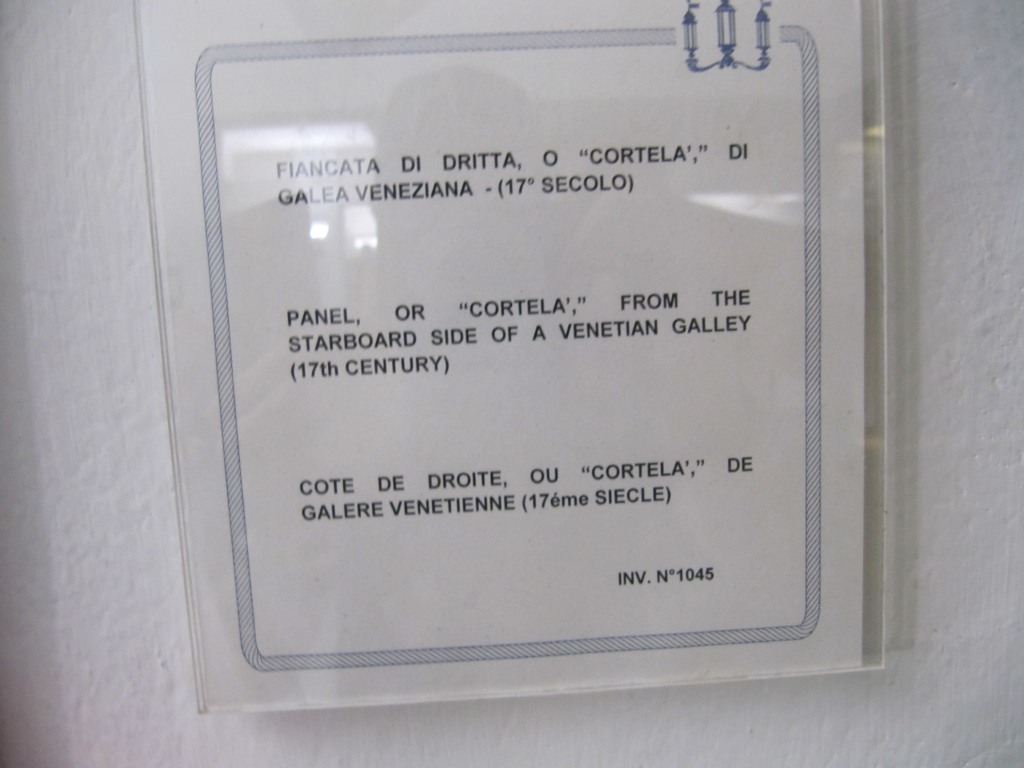 FIANCATA DI DRITTA, O “CORTELA’,” DI
GALEA VENEZIANA - (17° SECOLO)
PANEL, OR “CORTELA’,” FROM THE
STARBOARD SIDE OF A VENETIAN GALLEY
(17th CENTURY)
COTE DE DROITE, OU “CORTELA’,” DE
GALERE VENETIENNE (17éme SIECLE)
INV. N°1045